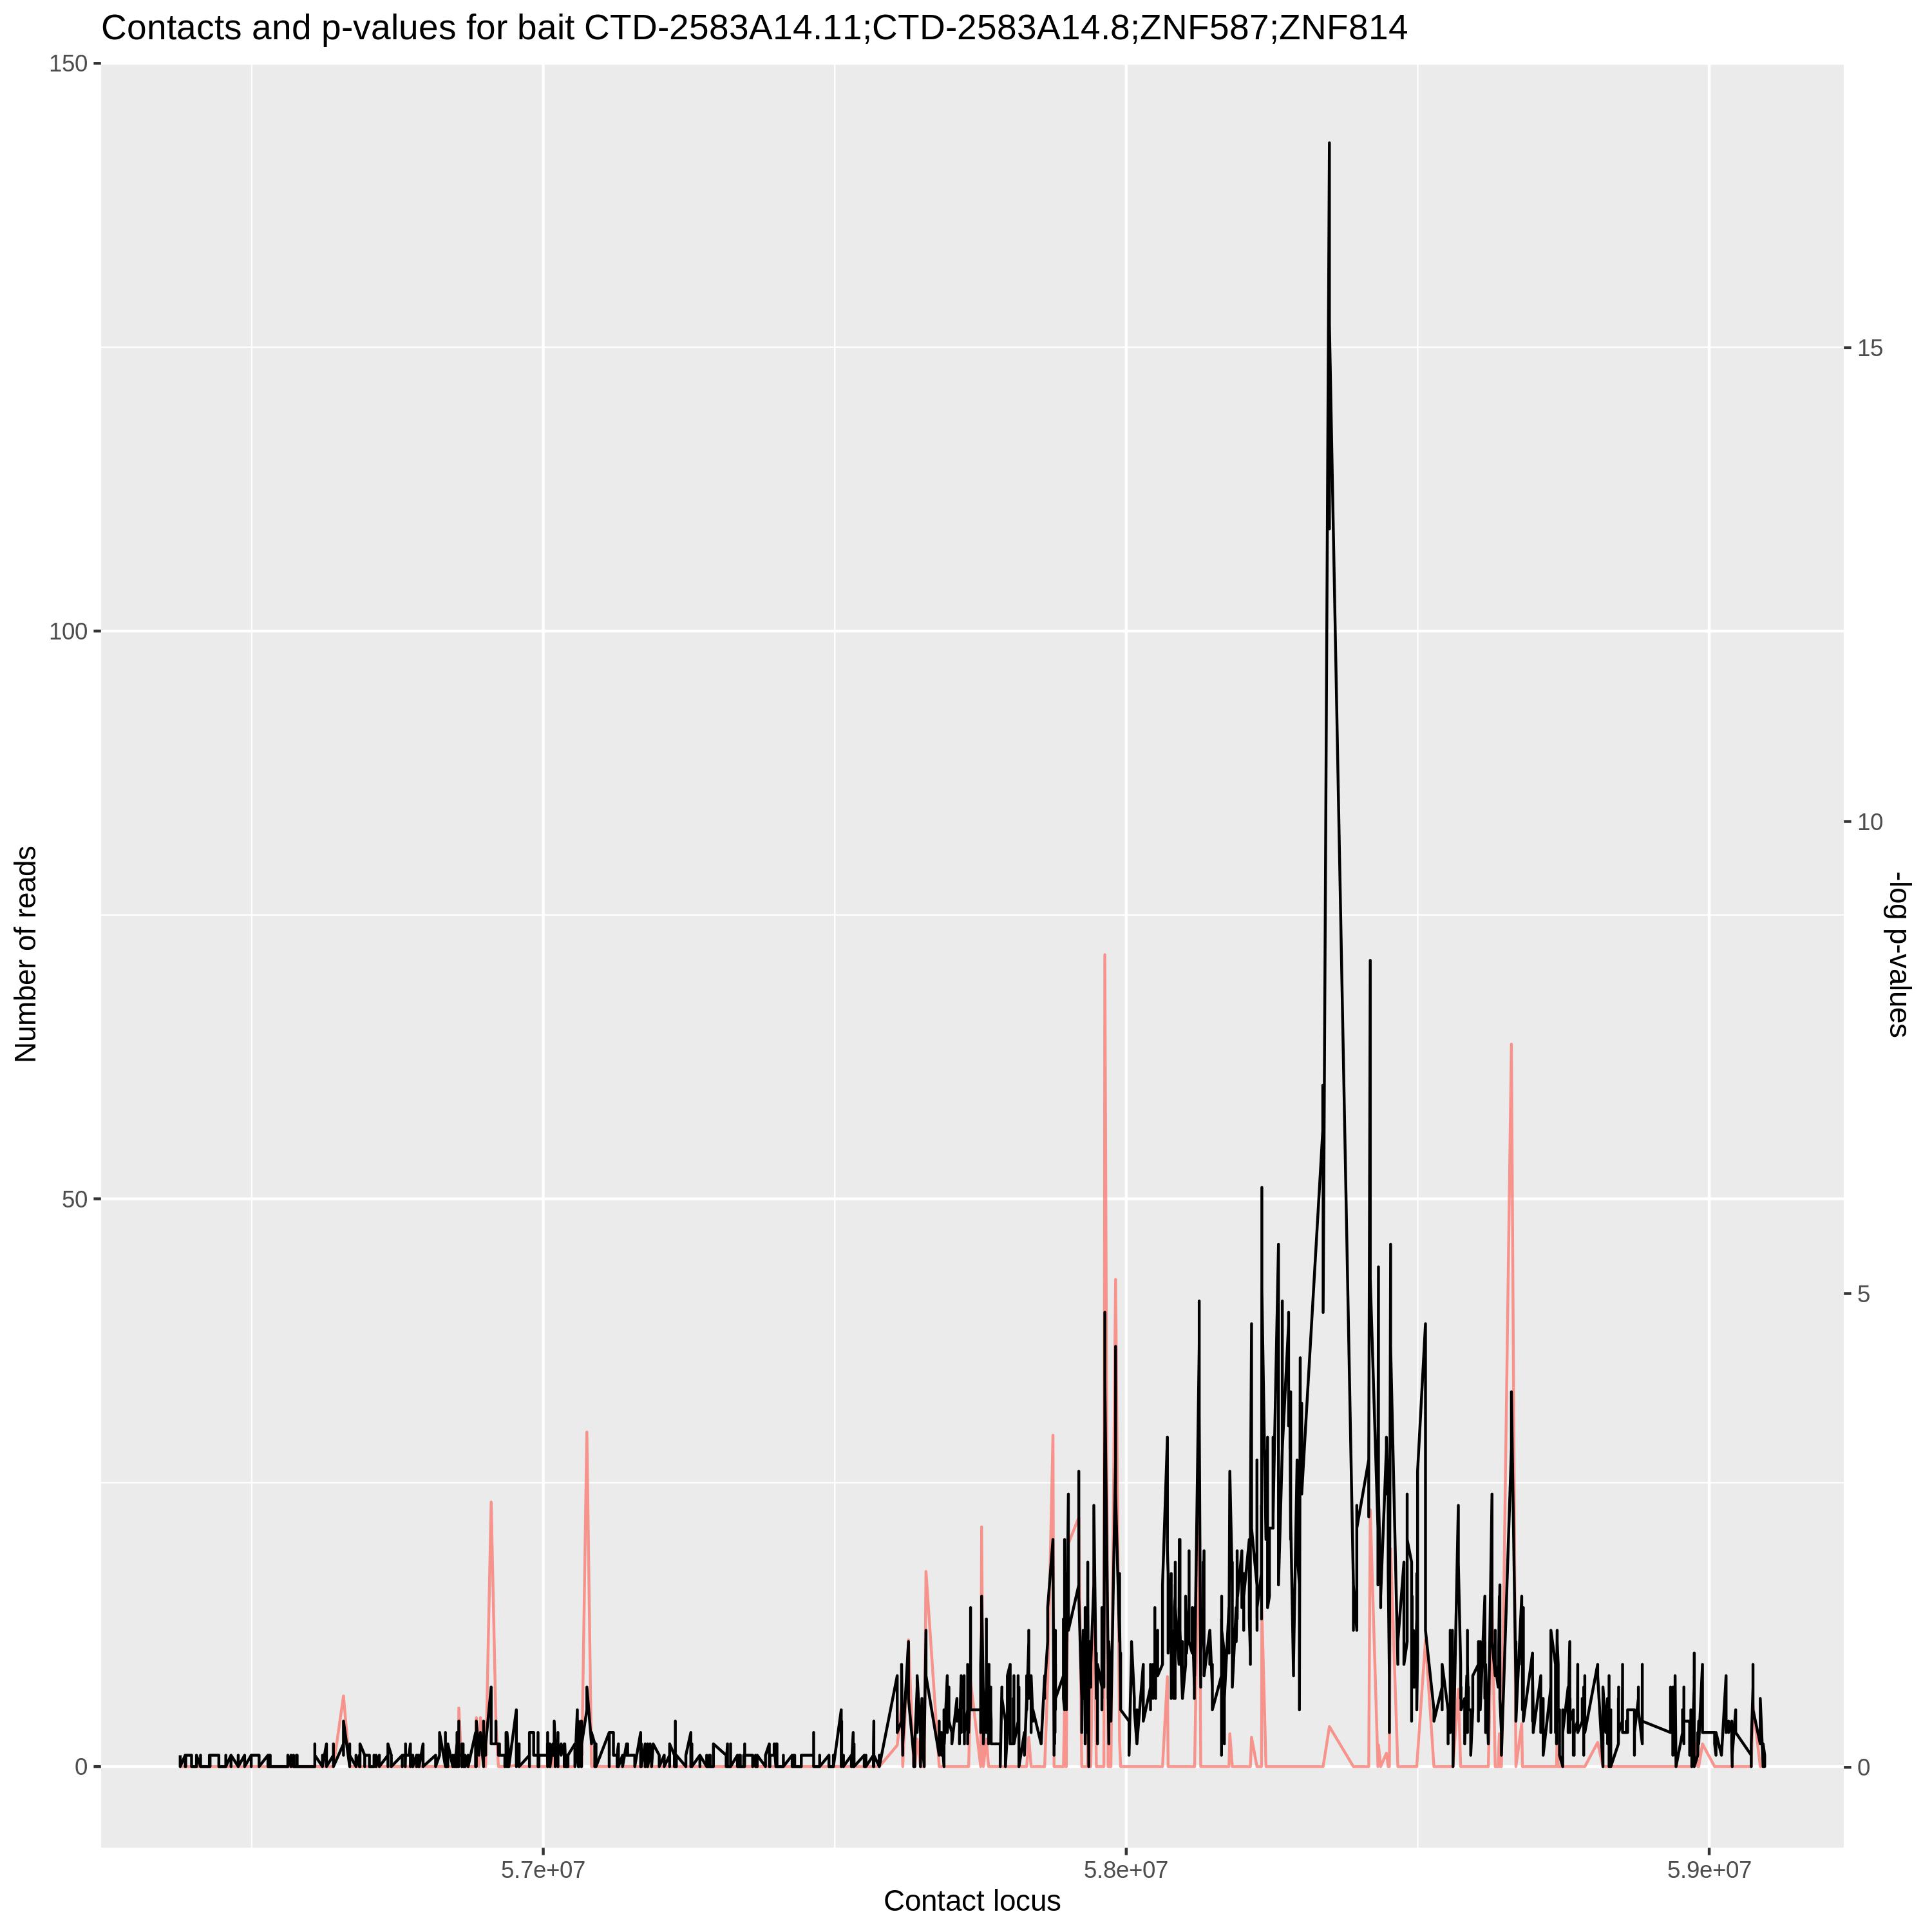 Contacts and p-values for bait CTD-2583A14.11;CTD-2583A14.8;ZNF587;ZNF814
150
100
50
0
Number of reads
15
10
5
0
-log p-values
5.7e+07
5.8e+07
5.9e+07
Contact locus